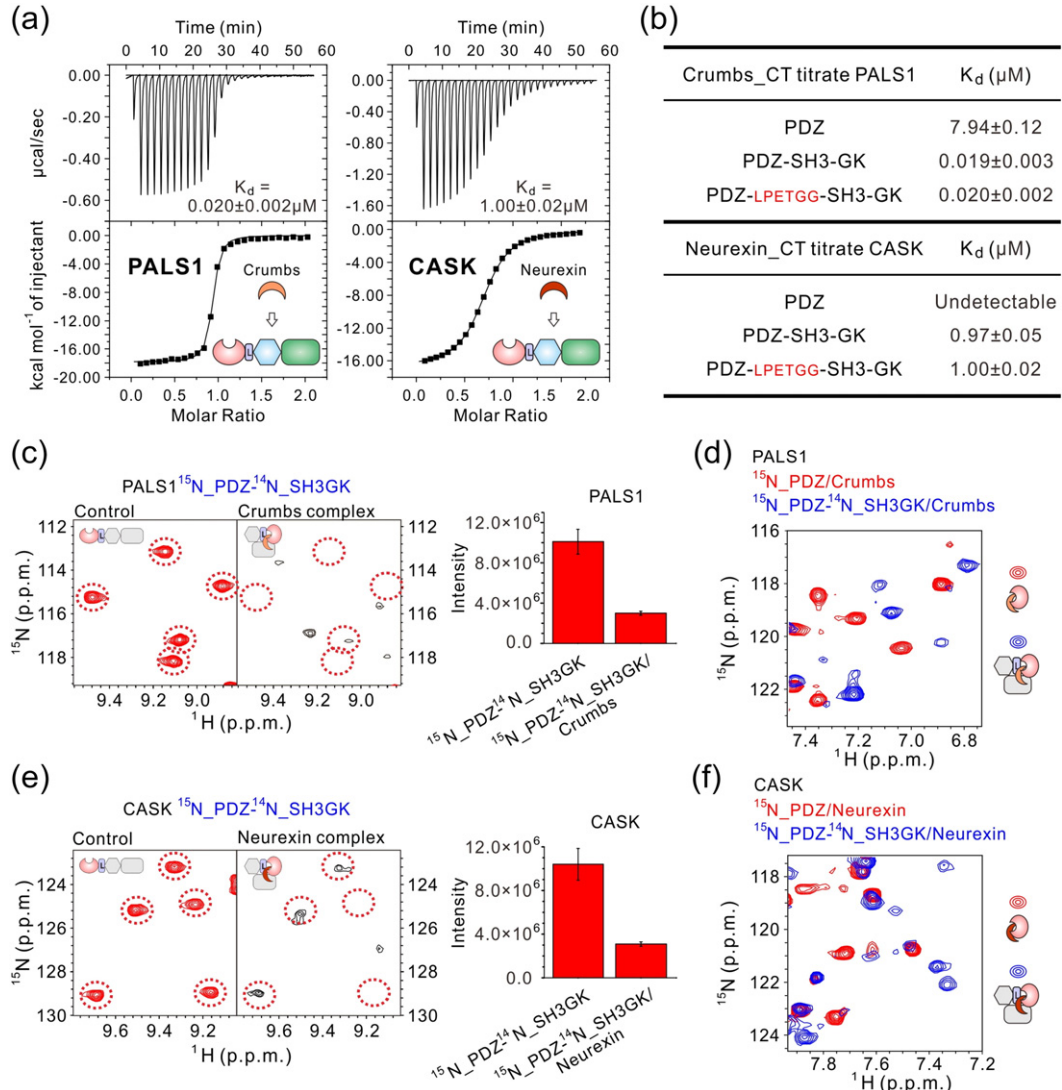 (a)
Time (min)
0 10 20 30 40 50 60
0.00
-0.20
-0.40
-0.60
µcal/sec
K_d =
0.020±0.002µM
0.00
-4.00
-8.00
-12.00
-16.00
-20.00
kcal mol⁻¹ of injectant
PALS1
Crumbs
L
0.0 0.5 1.0 1.5 2.0
Molar Ratio
Time (min)
0 10 20 30 40 50 60
0.00
-0.40
-0.80
-1.20
-1.60
K_d =
1.00±0.02µM
0.00
-4.00
-8.00
-12.00
-16.00
CASK
Neurexin
L
0.0 0.5 1.0 1.5 2.0
Molar Ratio
(b)
Crumbs_CT titrate PALS1 K_d (µM)
PDZ 7.94±0.12
PDZ-SH3-GK 0.019±0.003
PDZ-LPETGG-SH3-GK 0.020±0.002
Neurexin_CT titrate CASK K_d (µM)
PDZ Undetectable
PDZ-SH3-GK 0.97±0.05
PDZ-LPETGG-SH3-GK 1.00±0.02
(c)
PALS1 ¹⁵N_PDZ-¹⁴N_SH3GK
Control
Crumbs complex
L
L
112
114
116
118
112
114
116
118
¹⁵N (p.p.m.)
9.4 9.2 9.0 9.4 9.2 9.0
¹H (p.p.m.)
PALS1
12.0×10⁶
8.0×10⁶
4.0×10⁶
0.0
Intensity
¹⁵N_PDZ¹⁴N_SH3GK
¹⁵N_PDZ-¹⁴N_SH3GK/
Crumbs
(d)
PALS1
¹⁵N_PDZ/Crumbs
¹⁵N_PDZ-¹⁴N_SH3GK/Crumbs
116
118
120
122
¹⁵N (p.p.m.)
7.4 7.2 7.0 6.8
¹H (p.p.m.)
L
(e)
CASK ¹⁵N_PDZ-¹⁴N_SH3GK
Control
Neurexin complex
L
L
124
126
128
130
124
126
128
130
¹⁵N (p.p.m.)
9.6 9.4 9.2 9.6 9.4 9.2
¹H (p.p.m.)
CASK
12.0×10⁶
8.0×10⁶
4.0×10⁶
0.0
Intensity
¹⁵N_PDZ-¹⁴N_SH3GK
¹⁵N_PDZ-¹⁴N_SH3GK/
Neurexin
(f)
CASK
¹⁵N_PDZ/Neurexin
¹⁵N_PDZ-¹⁴N_SH3GK/Neurexin
118
120
122
124
¹⁵N (p.p.m.)
7.8 7.6 7.4 7.2
¹H (p.p.m.)
L